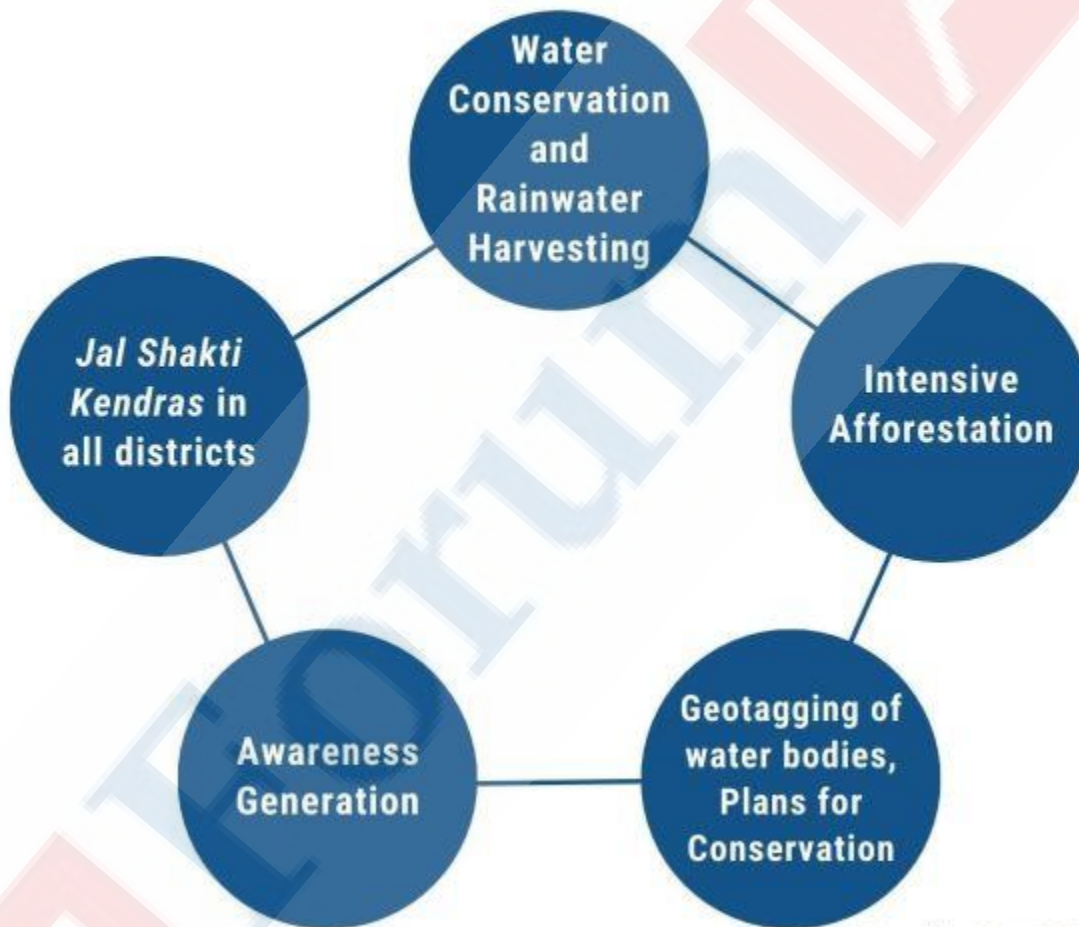 Water
Conservation
and
Rainwater
Harvesting
Jal Shakti
Kendras in
all districts
Intensive
Afforestation
Awareness
Generation
Geotagging of
water bodies,
Plans for
Conservation
Forum